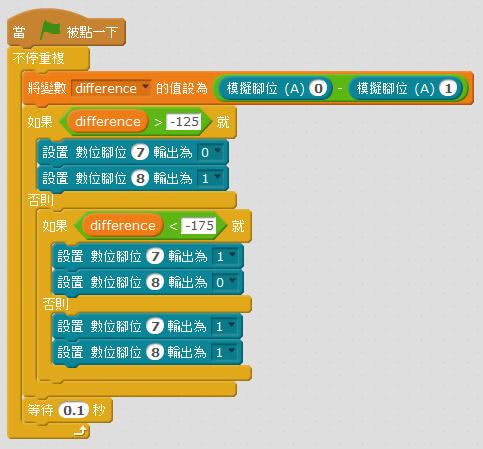 當 被點一下
不停重複
將變數 difference 的值設為 模擬腳位 (A) 0 - 模擬腳位 (A) 1
如果 difference > -125 就
設置 數位腳位 7 輸出為 0
設置 數位腳位 8 輸出為 1
否則
如果 difference < -175 就
設置 數位腳位 7 輸出為 1
設置 數位腳位 8 輸出為 0
否則
設置 數位腳位 7 輸出為 1
設置 數位腳位 8 輸出為 1
等待 0.1 秒